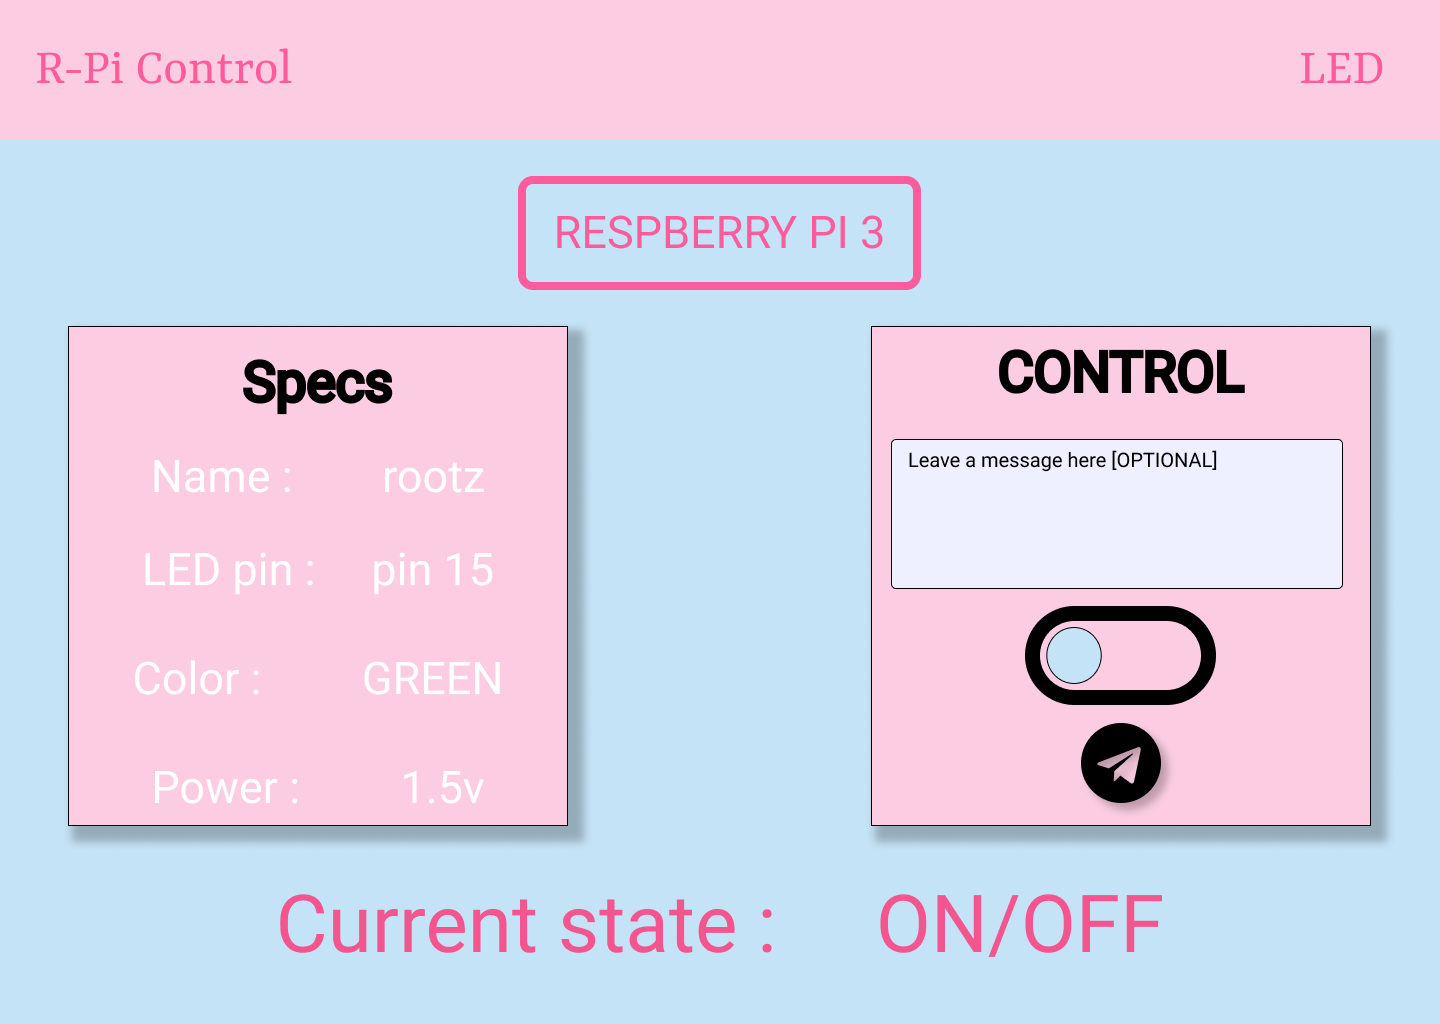 R-Pi Control
LED
RESPBERRY PI 3
Specs
Name : rootz
LED pin : pin 15
Color : GREEN
Power : 1.5v
CONTROL
Leave a message here [OPTIONAL]
Current state : ON/OFF